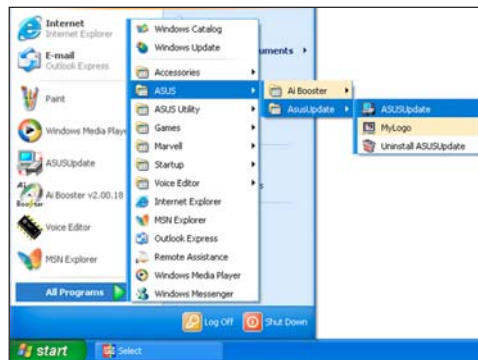 Internet
Internet Explorer
E-mail
Outlook Express
Paint
Windows Media Playe
ASUSUpdate
Ai Booster v2.00.18
Voice Editor
MSN Explorer
All Programs
Windows Catalog
Windows Update
Accessories
ASUS
ASUS Utility
Games
Marvell
Startup
Voice Editor
Internet Explorer
MSN Explorer
Outlook Express
Remote Assistance
Windows Media Player
Windows Messenger
uments
s
Ai Booster
AsusUpdate
ASUSUpdate
MyLogo
Uninstall ASUSUpdate
Log Off
Shut Down
start
Select